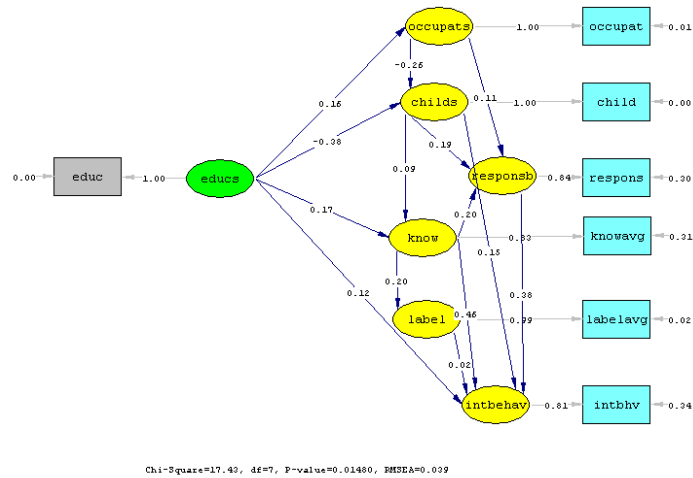 occupats 1.00 occupat 0.01
-0.26
0.16 childs 0.11 1.00 child 0.00
-0.38 0.19
0.00 educ 1.00 educs 0.09 responsb 0.84 respons 0.30
0.17 0.20
know 0.83 knowavg 0.31
0.15
0.12 0.20 0.38
label 0.46 0.99 labelavg 0.02
0.02
intbehav 0.81 intbhv 0.34
Chi-Square=17.43, df=7, P-value=0.01480, RMSEA=0.039